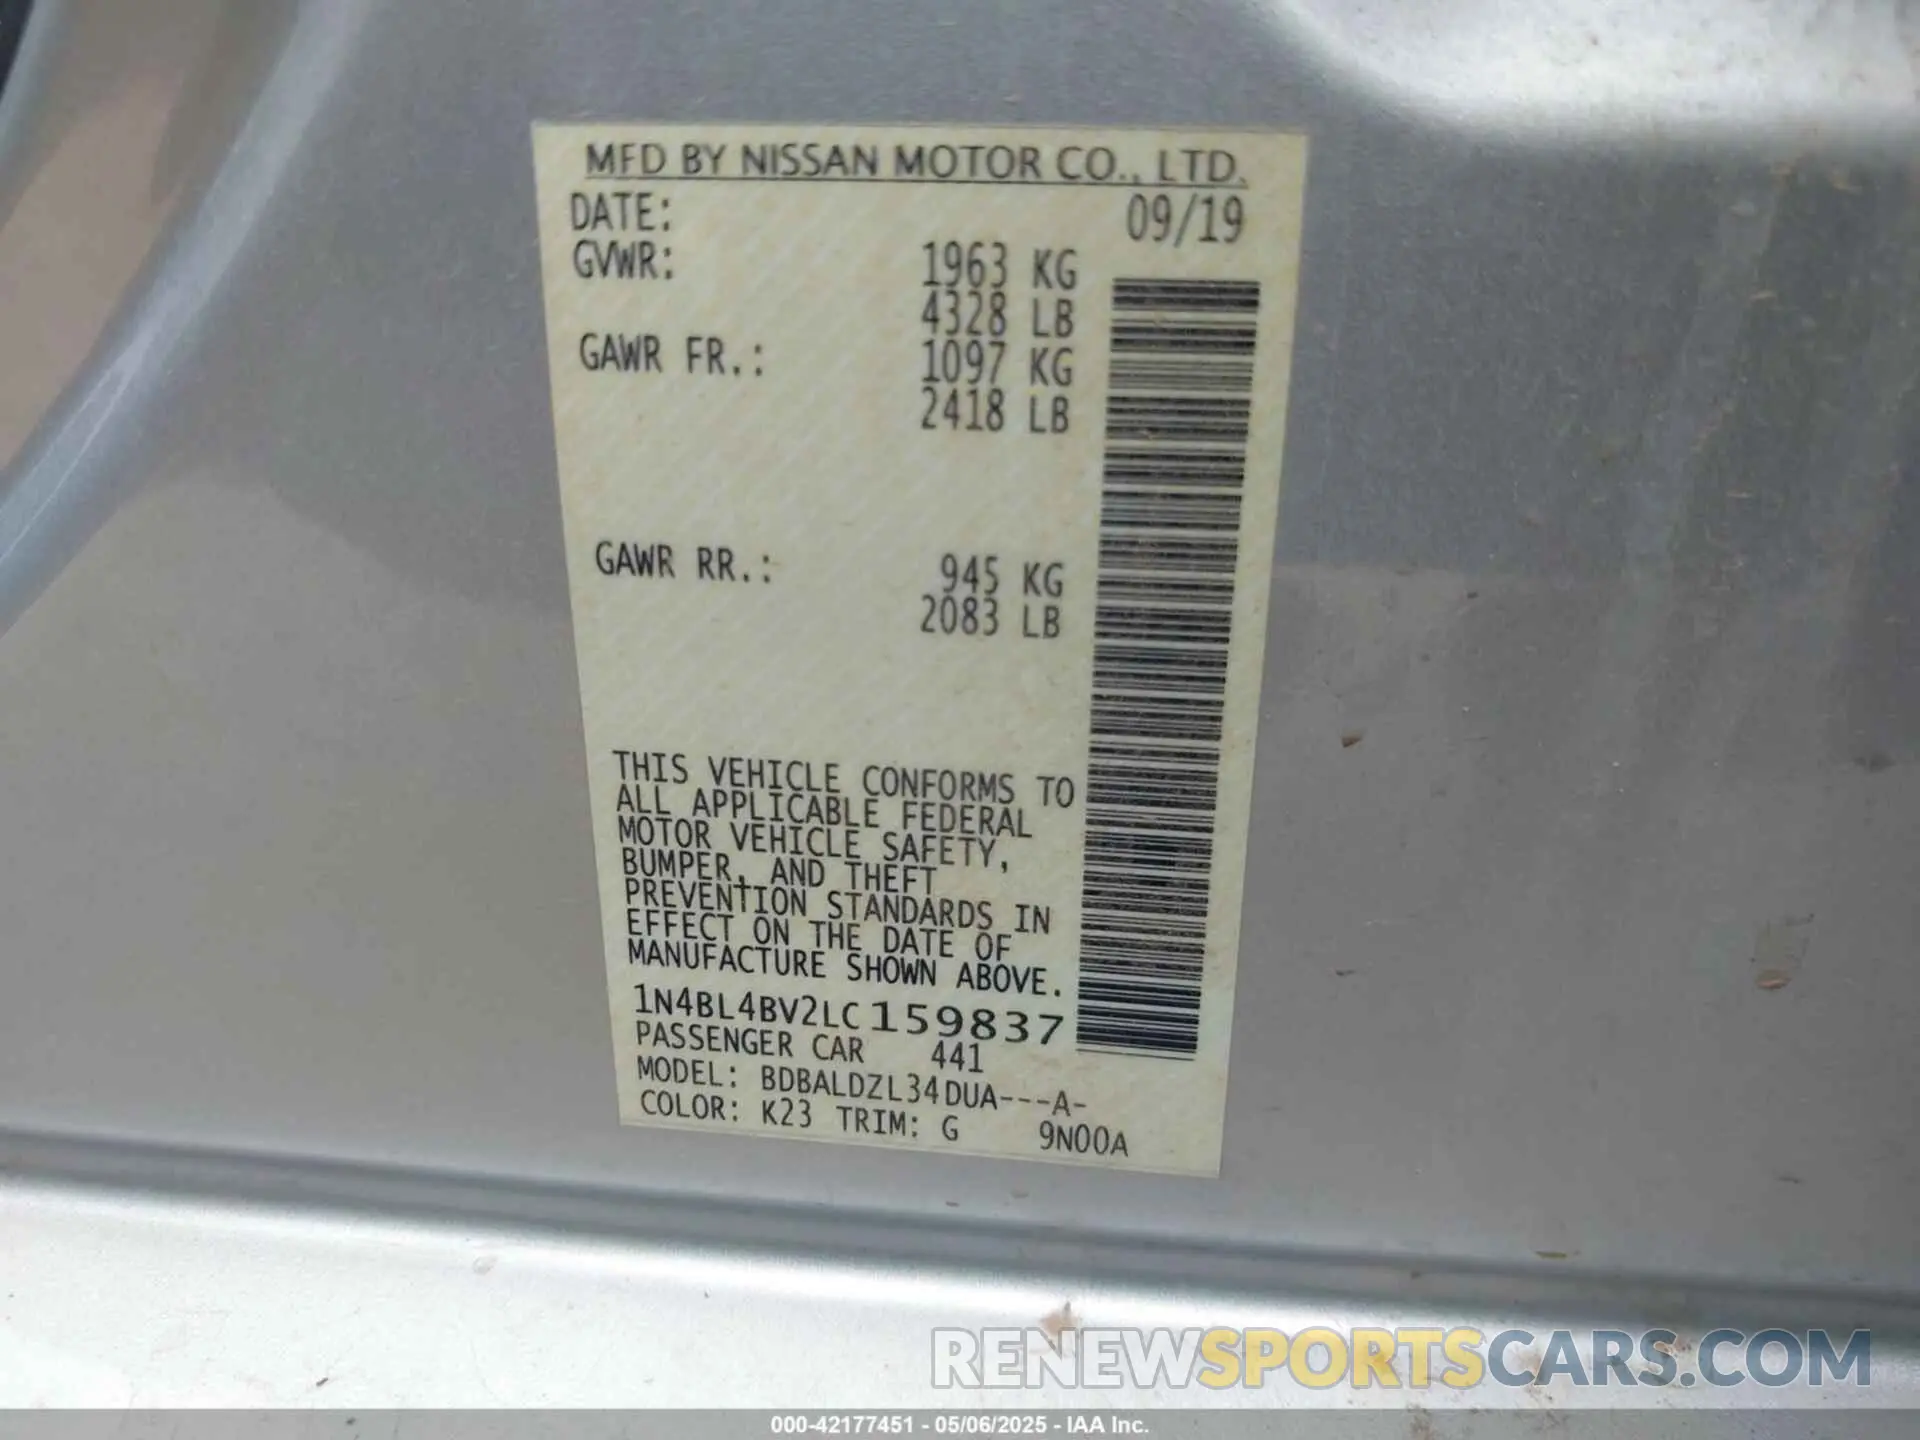 MFD BY NISSAN MOTOR CO., LTD.
DATE: 09/19
GVWR: 1963 KG
4328 LB
GAWR FR.: 1097 KG
2418 LB
GAWR RR.: 945 KG
2083 LB
THIS VEHICLE CONFORMS TO
ALL APPLICABLE FEDERAL
MOTOR VEHICLE SAFETY,
BUMPER, AND THEFT
PREVENTION STANDARDS IN
EFFECT ON THE DATE OF
MANUFACTURE SHOWN ABOVE.
1N4BL4BV2LC159837
PASSENGER CAR 441
MODEL: BDBALDZL34DUA---A-
COLOR: K23 TRIM: G 9N00A
RENEWSPORTSCARS.COM
000-42177451 - 05/06/2025 - IAA Inc.